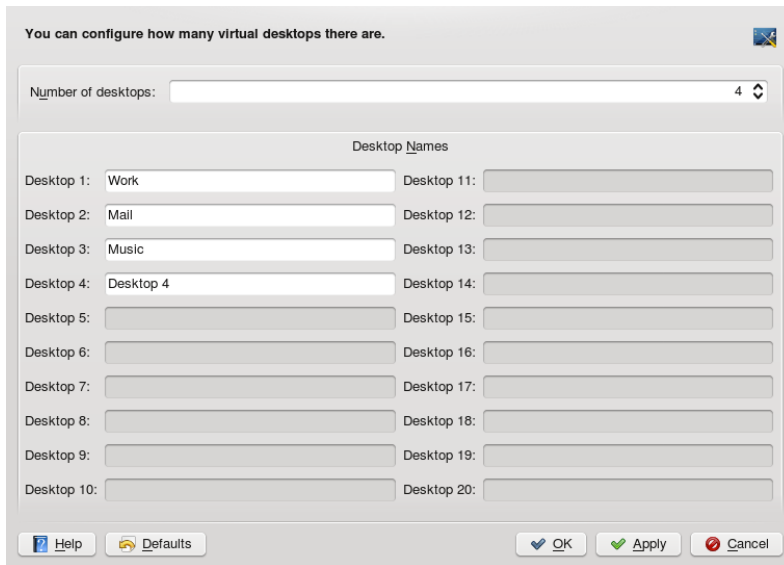 You can configure how many virtual desktops there are.
Number of desktops: 4
Desktop Names
Desktop 1: Work Desktop 11:
Desktop 2: Mail Desktop 12:
Desktop 3: Music Desktop 13:
Desktop 4: Desktop 4 Desktop 14:
Desktop 5: Desktop 15:
Desktop 6: Desktop 16:
Desktop 7: Desktop 17:
Desktop 8: Desktop 18:
Desktop 9: Desktop 19:
Desktop 10: Desktop 20:
Help Defaults OK Apply Cancel